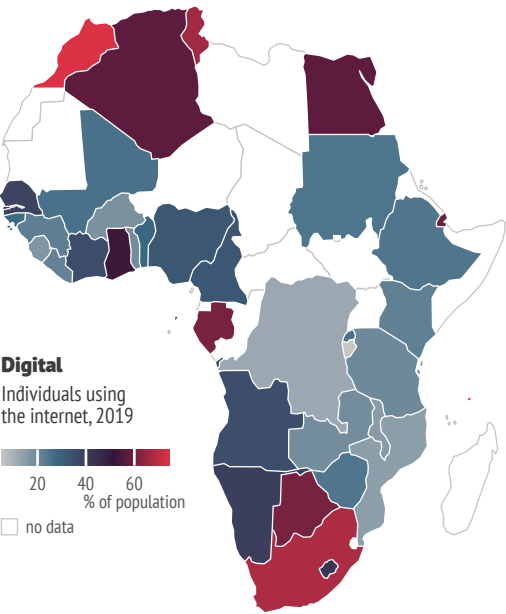 Digital
Individuals using
the internet, 2019
20 40 60
% of population
no data